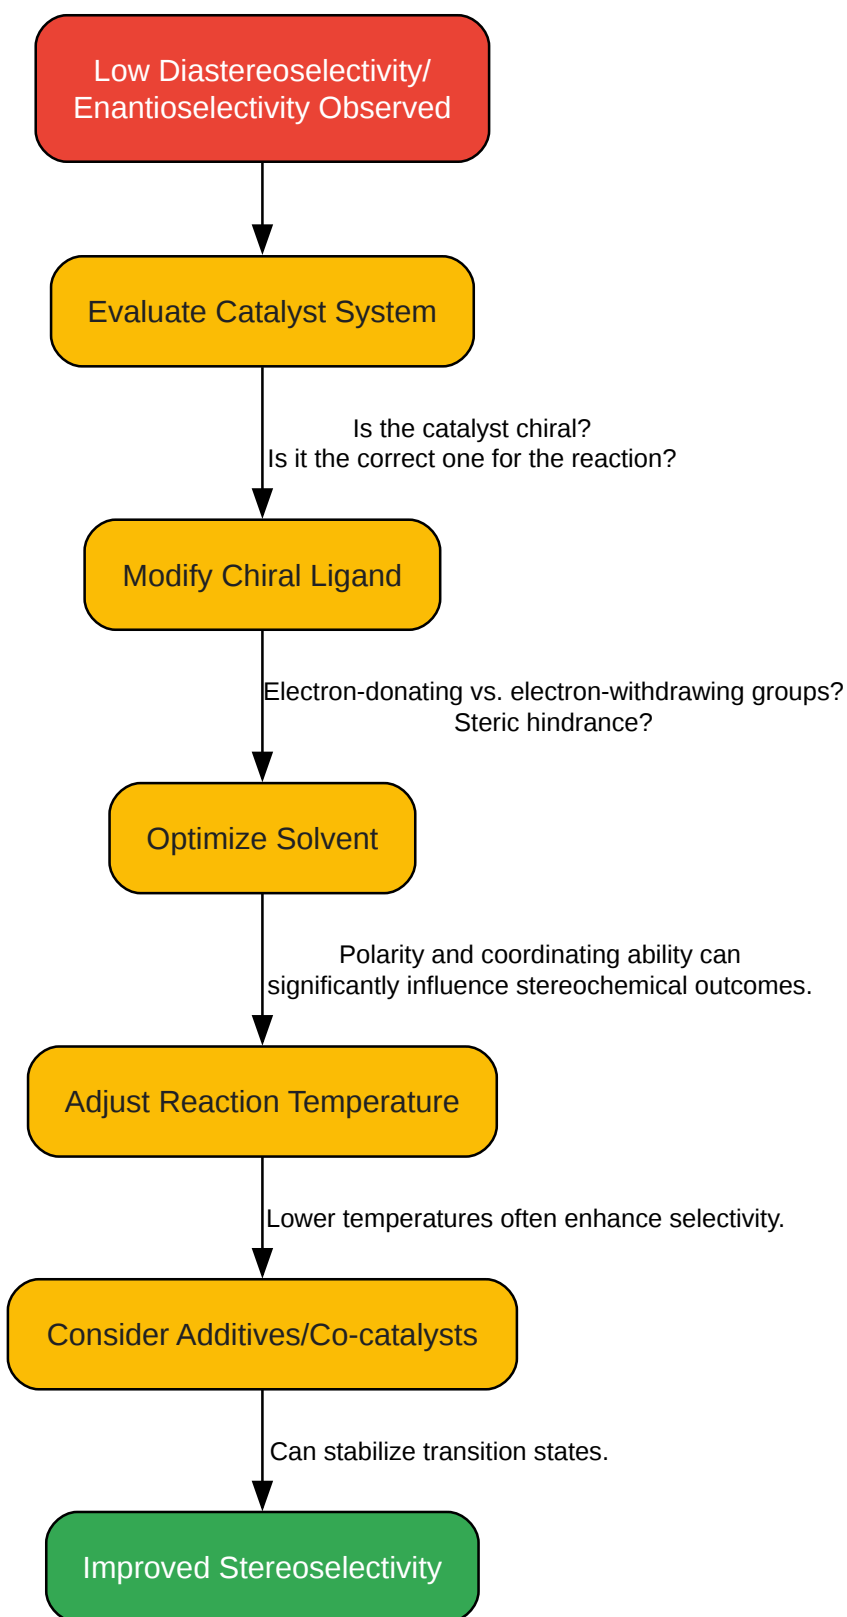 Low Diastereoselectivity/
Enantioselectivity Observed
Evaluate Catalyst System
Is the catalyst chiral?
Is it the correct one for the reaction?
Modify Chiral Ligand
Electron-donating vs. electron-withdrawing groups?
Steric hindrance?
Optimize Solvent
Polarity and coordinating ability can
significantly influence stereochemical outcomes.
Adjust Reaction Temperature
Lower temperatures often enhance selectivity.
Consider Additives/Co-catalysts
Can stabilize transition states.
Improved Stereoselectivity